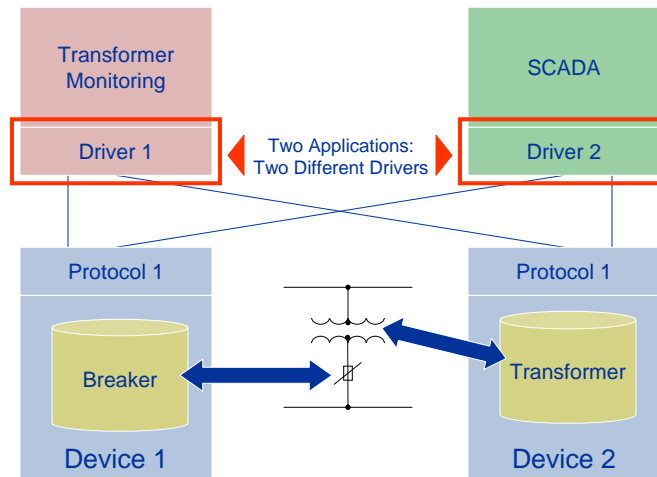 Transformer
Monitoring
SCADA
Driver 1
Two Applications:
Two Different Drivers
Driver 2
Protocol 1
Protocol 1
Breaker
Transformer
Device 1
Device 2